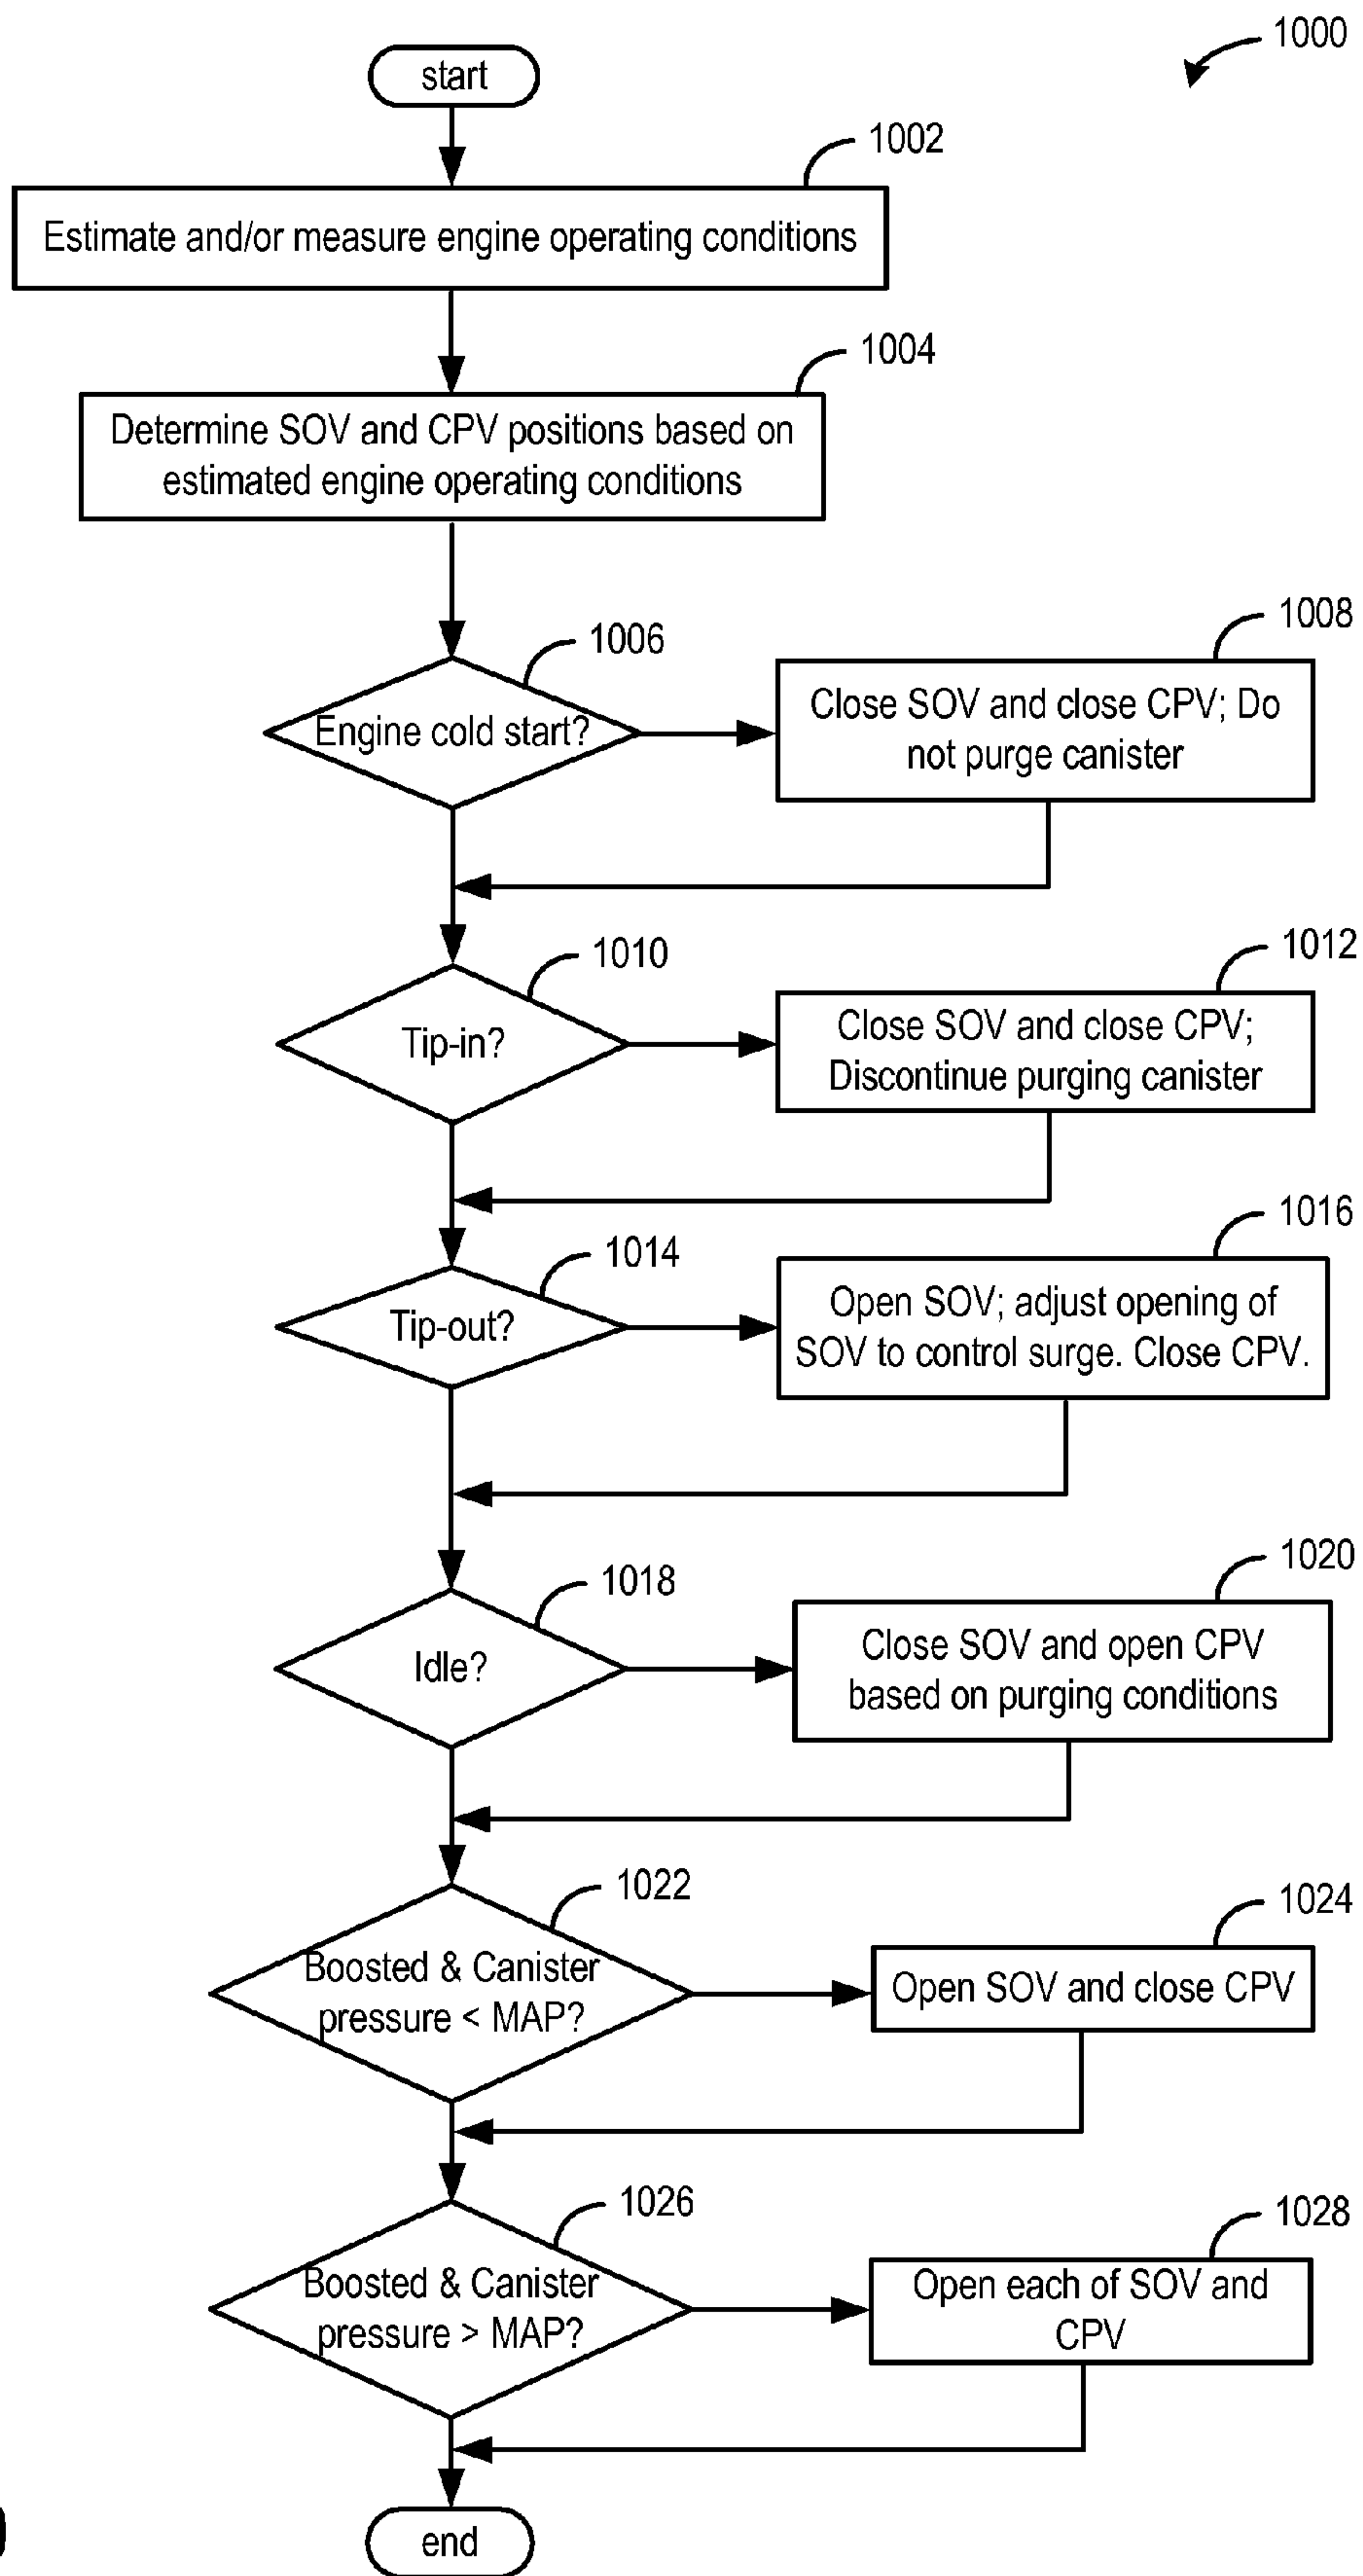 1000
start
1002
Estimate and/or measure engine operating conditions
1004
Determine SOV and CPV positions based on
estimated engine operating conditions
1006
Engine cold start?
1008
Close SOV and close CPV; Do
not purge canister
1010
Tip-in?
1012
Close SOV and close CPV;
Discontinue purging canister
1014
Tip-out?
1016
Open SOV; adjust opening of
SOV to control surge. Close CPV.
1018
Idle?
1020
Close SOV and open CPV
based on purging conditions
1022
Boosted & Canister
pressure < MAP?
1024
Open SOV and close CPV
1026
Boosted & Canister
pressure > MAP?
1028
Open each of SOV and
CPV
end